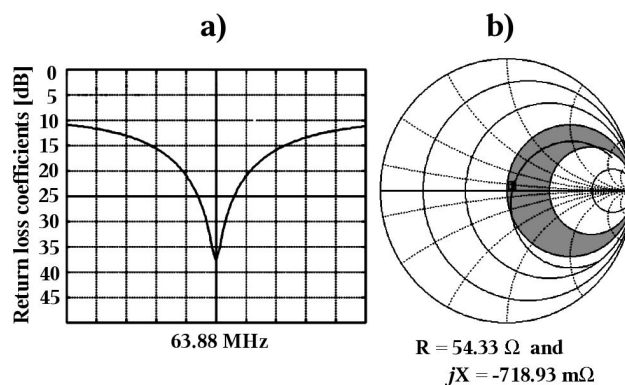 a)
b)
Return loss coefficients [dB]
0
5
10
15
20
25
30
35
40
45
63.88 MHz
R = 54.33 Ω and
jX = -718.93 mΩ